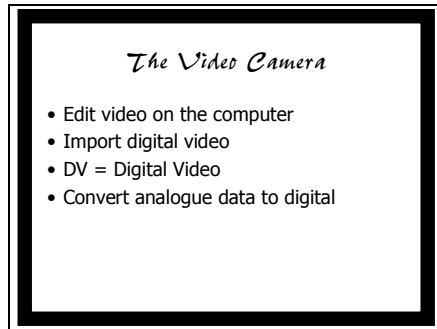 The Video Camera
• Edit video on the computer
• Import digital video
• DV = Digital Video
• Convert analogue data to digital